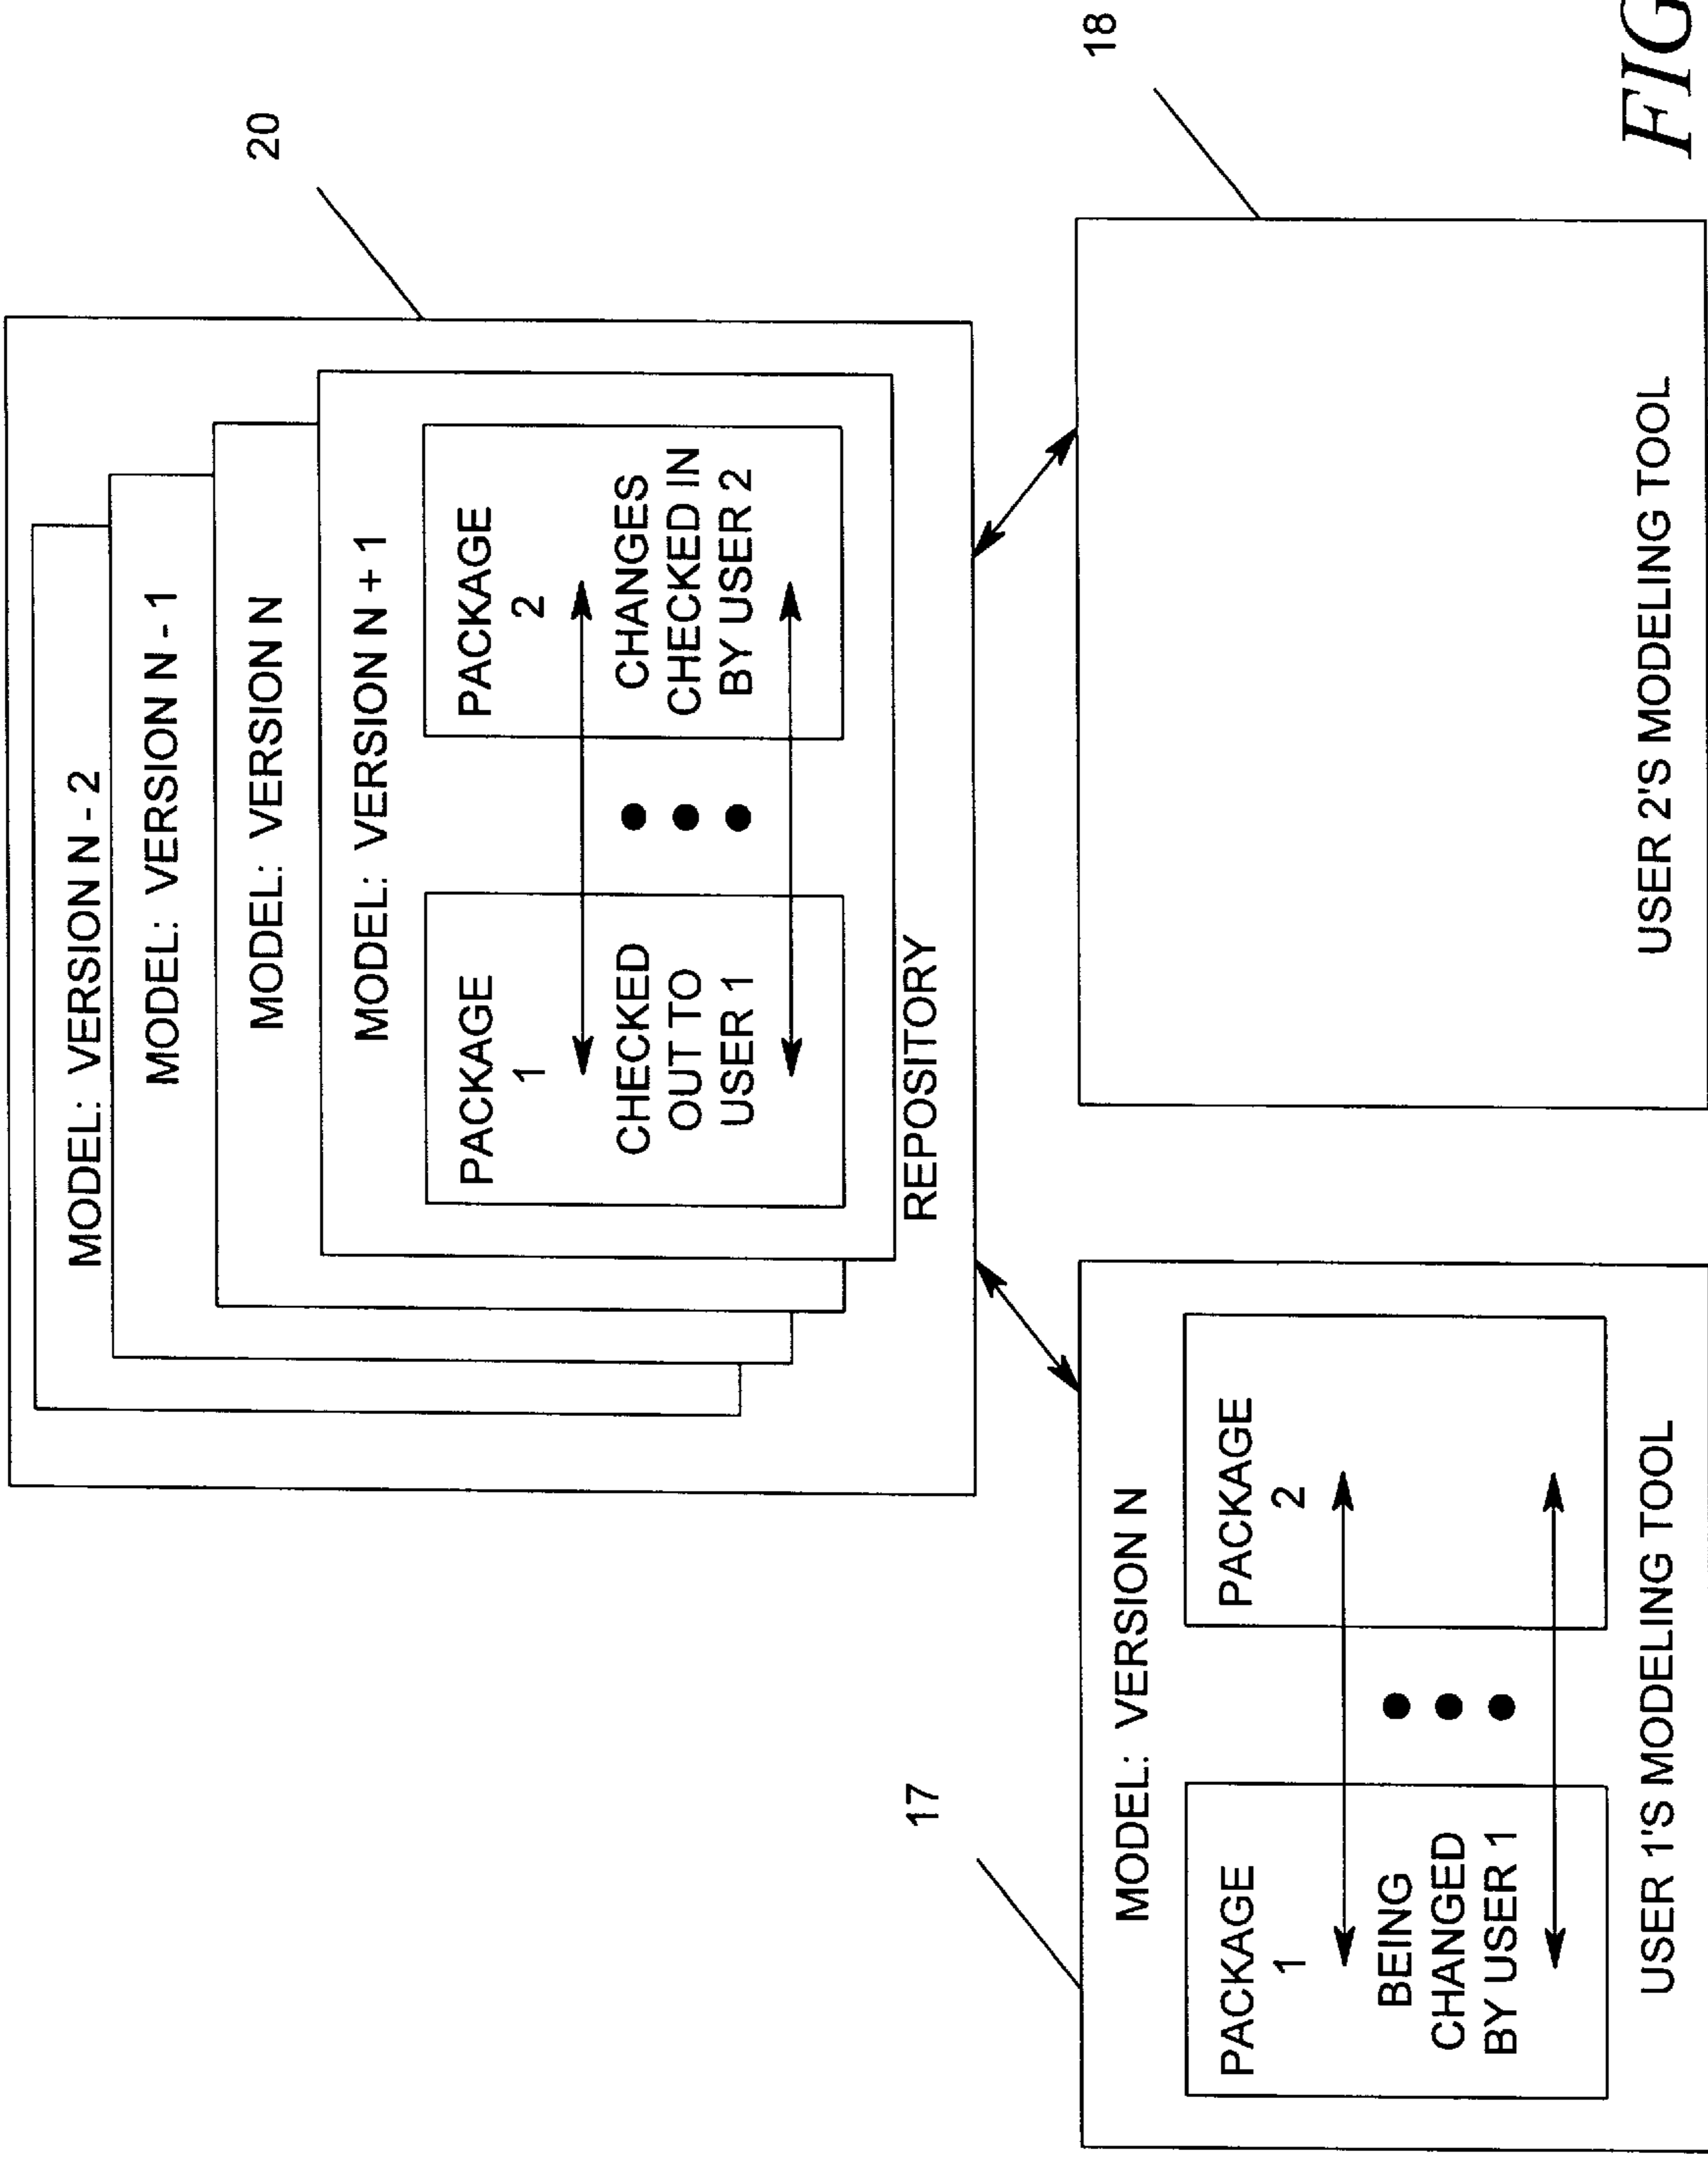 20
MODEL: VERSION N - 2
MODEL: VERSION N - 1
MODEL: VERSION N
MODEL: VERSION N + 1
PACKAGE
1
CHECKED
OUT TO
USER 1
PACKAGE
2
CHANGES
CHECKED IN
BY USER 2
REPOSITORY
17
MODEL: VERSION N
PACKAGE
1
BEING
CHANGED
BY USER 1
PACKAGE
2
USER 1'S MODELING TOOL
18
USER 2'S MODELING TOOL
FIG